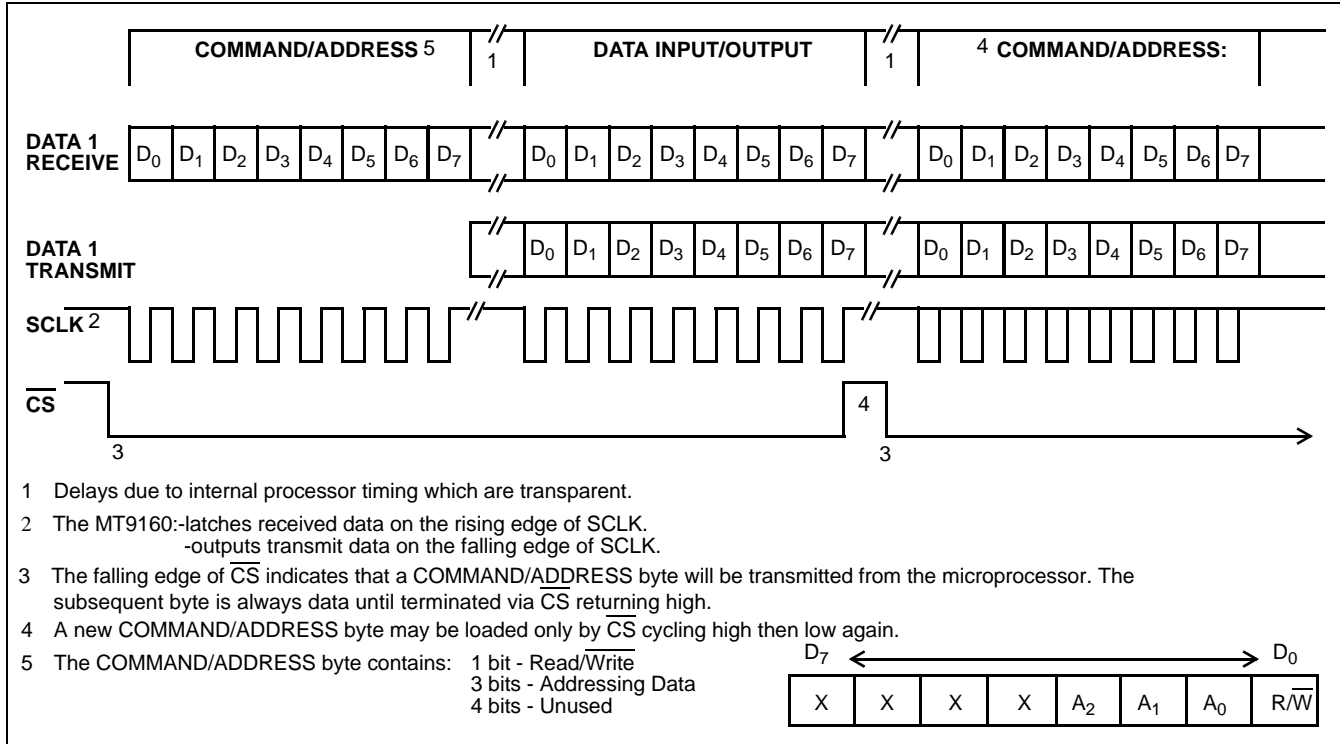 COMMAND/ADDRESS 5 // 1 DATA INPUT/OUTPUT // 1 4 COMMAND/ADDRESS:
DATA 1 RECEIVE
D0 D1 D2 D3 D4 D5 D6 D7 // D0 D1 D2 D3 D4 D5 D6 D7 // D0 D1 D2 D3 D4 D5 D6 D7
DATA 1 TRANSMIT
// D0 D1 D2 D3 D4 D5 D6 D7 // D0 D1 D2 D3 D4 D5 D6 D7
SCLK 2 // //
C̅S̅ 4
3 3
1 Delays due to internal processor timing which are transparent.
2 The MT9160:-latches received data on the rising edge of SCLK.
-outputs transmit data on the falling edge of SCLK.
3 The falling edge of C̅S̅ indicates that a COMMAND/ADDRESS byte will be transmitted from the microprocessor. The
subsequent byte is always data until terminated via C̅S̅ returning high.
4 A new COMMAND/ADDRESS byte may be loaded only by C̅S̅ cycling high then low again.
5 The COMMAND/ADDRESS byte contains: 1 bit - Read/W̅r̅i̅t̅e̅
3 bits - Addressing Data
4 bits - Unused
D7 D0
X X X X A2 A1 A0 R/W̅